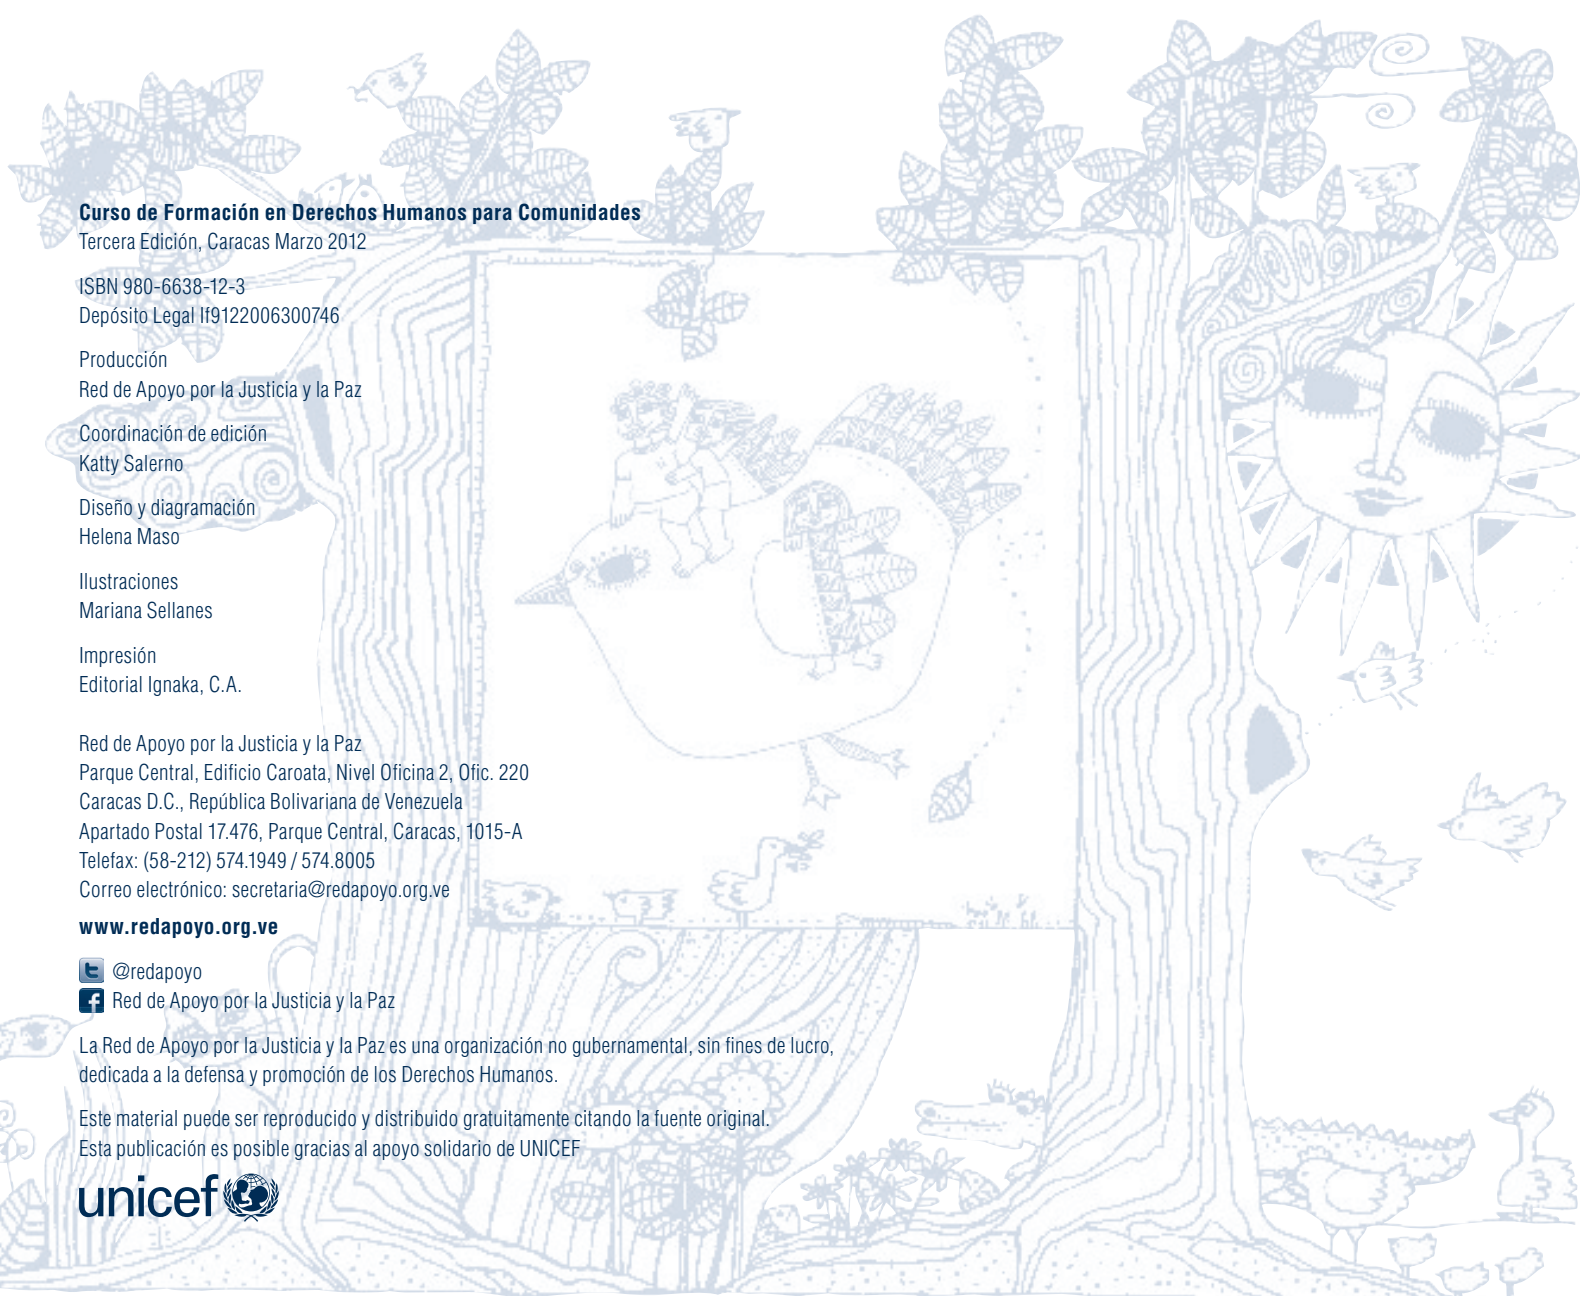 Curso de Formación en Derechos Humanos para Comunidades
Tercera Edición, Caracas Marzo 2012
ISBN 980-6638-12-3
Depósito Legal lf9122006300746
Producción
Red de Apoyo por la Justicia y la Paz
Coordinación de edición
Katty Salerno
Diseño y diagramación
Helena Maso
Ilustraciones
Mariana Sellanes
Impresión
Editorial Ignaka, C.A.
Red de Apoyo por la Justicia y la Paz
Parque Central, Edificio Caroata, Nivel Oficina 2, Ofic. 220
Caracas D.C., República Bolivariana de Venezuela
Apartado Postal 17.476, Parque Central, Caracas, 1015-A
Telefax: (58-212) 574.1949 / 574.8005
Correo electrónico: secretaria@redapoyo.org.ve
www.redapoyo.org.ve
@redapoyo
Red de Apoyo por la Justicia y la Paz
La Red de Apoyo por la Justicia y la Paz es una organización no gubernamental, sin fines de lucro,
dedicada a la defensa y promoción de los Derechos Humanos.
Este material puede ser reproducido y distribuido gratuitamente citando la fuente original.
Esta publicación es posible gracias al apoyo solidario de UNICEF
unicef